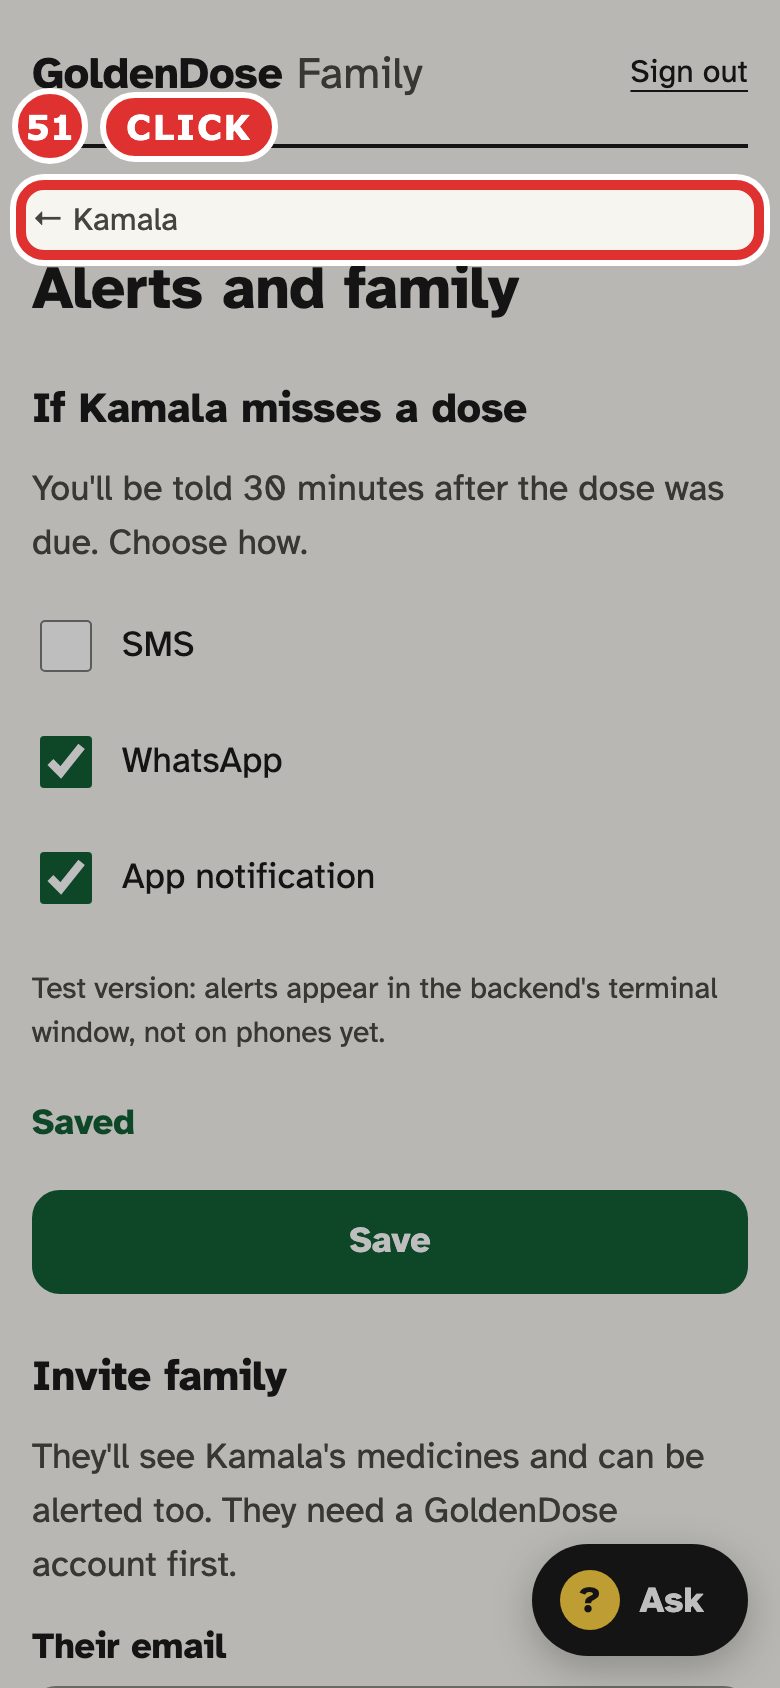 GoldenDose Family
Sign out
51
CLICK
← Kamala
Alerts and family
If Kamala misses a dose
You'll be told 30 minutes after the dose was
due. Choose how.
SMS
WhatsApp
App notification
Test version: alerts appear in the backend's terminal
window, not on phones yet.
Saved
Save
Invite family
They'll see Kamala's medicines and can be
alerted too. They need a GoldenDose
account first.
? Ask
Their email